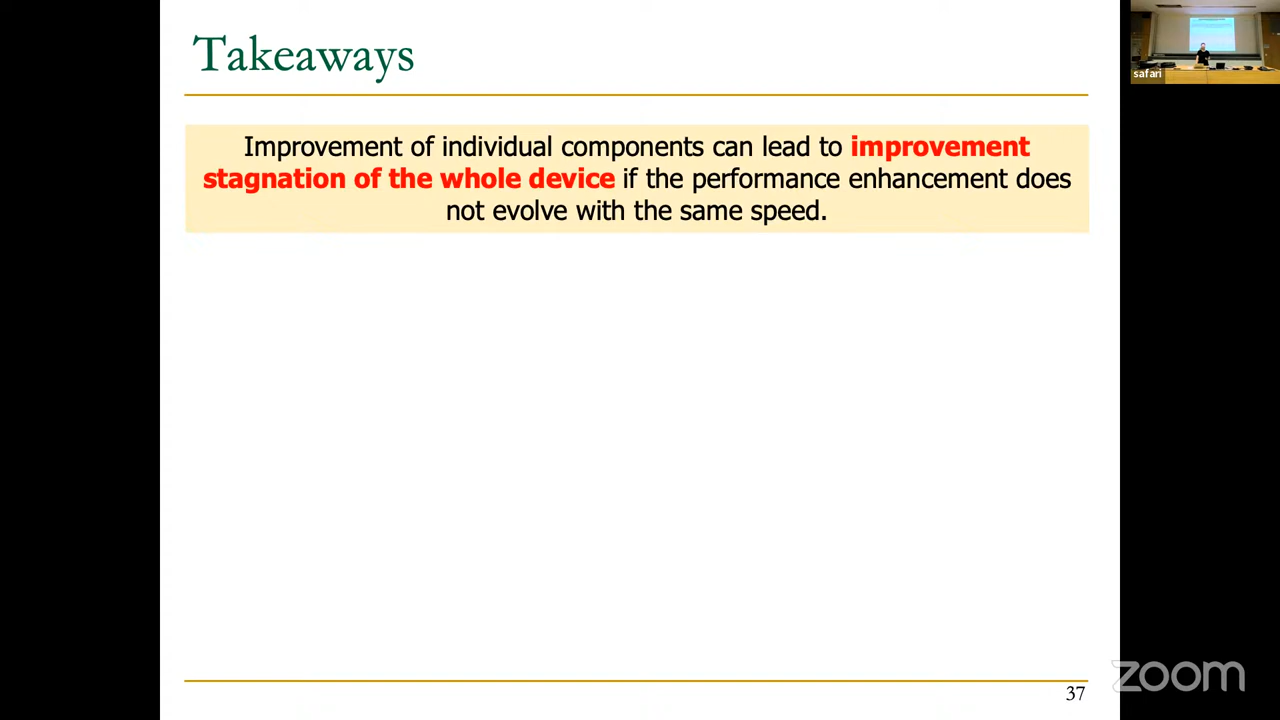 Takeaways
safari
Improvement of individual components can lead to improvement
stagnation of the whole device if the performance enhancement does
not evolve with the same speed.
37
zoom